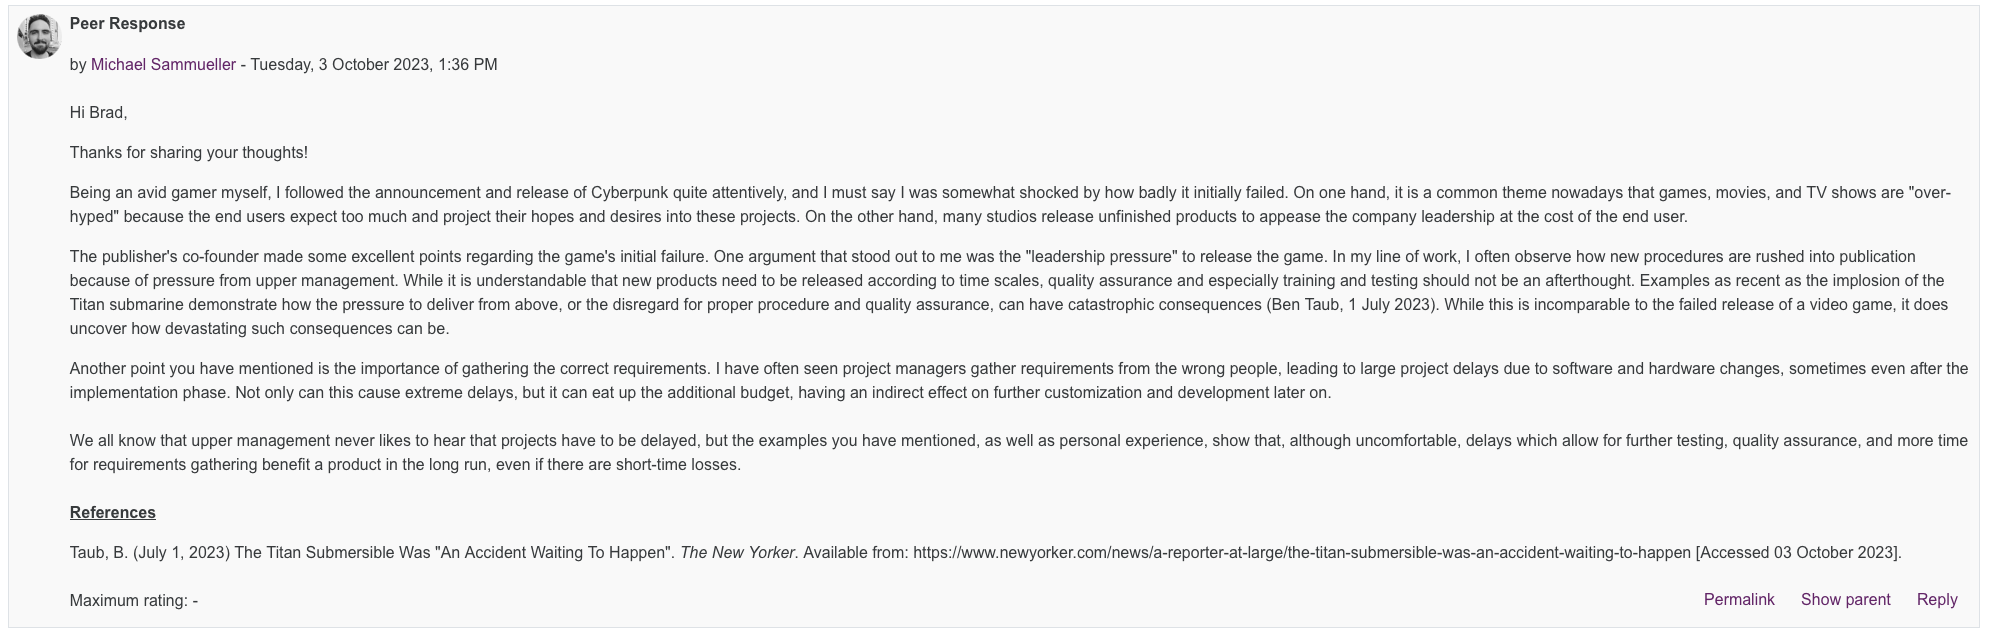 Peer Response
by Michael Sammueller - Tuesday, 3 October 2023, 1:36 PM
Hi Brad,
Thanks for sharing your thoughts!
Being an avid gamer myself, I followed the announcement and release of Cyberpunk quite attentively, and I must say I was somewhat shocked by how badly it initially failed. On one hand, it is a common theme nowadays that games, movies, and TV shows are "over-
hyped" because the end users expect too much and project their hopes and desires into these projects. On the other hand, many studios release unfinished products to appease the company leadership at the cost of the end user.
The publisher's co-founder made some excellent points regarding the game's initial failure. One argument that stood out to me was the "leadership pressure" to release the game. In my line of work, I often observe how new procedures are rushed into publication
because of pressure from upper management. While it is understandable that new products need to be released according to time scales, quality assurance and especially training and testing should not be an afterthought. Examples as recent as the implosion of the
Titan submarine demonstrate how the pressure to deliver from above, or the disregard for proper procedure and quality assurance, can have catastrophic consequences (Ben Taub, 1 July 2023). While this is incomparable to the failed release of a video game, it does
uncover how devastating such consequences can be.
Another point you have mentioned is the importance of gathering the correct requirements. I have often seen project managers gather requirements from the wrong people, leading to large project delays due to software and hardware changes, sometimes even after the
implementation phase. Not only can this cause extreme delays, but it can eat up the additional budget, having an indirect effect on further customization and development later on.
We all know that upper management never likes to hear that projects have to be delayed, but the examples you have mentioned, as well as personal experience, show that, although uncomfortable, delays which allow for further testing, quality assurance, and more time
for requirements gathering benefit a product in the long run, even if there are short-time losses.
References
Taub, B. (July 1, 2023) The Titan Submersible Was "An Accident Waiting To Happen". The New Yorker. Available from: https://www.newyorker.com/news/a-reporter-at-large/the-titan-submersible-was-an-accident-waiting-to-happen [Accessed 03 October 2023].
Maximum rating: - Permalink Show parent Reply